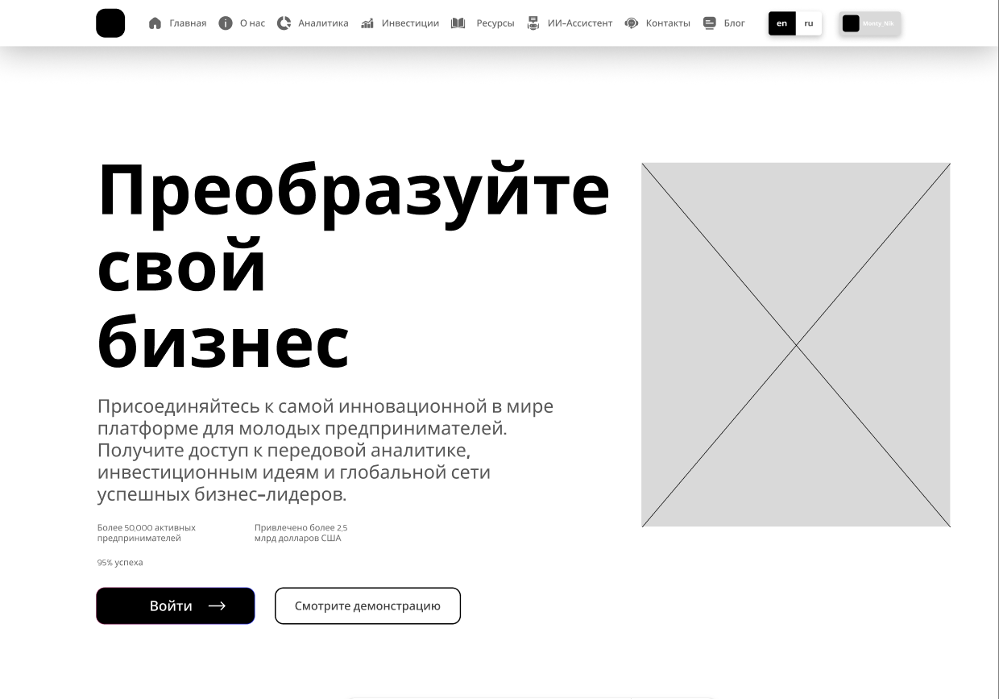 Главная О нас Аналитика Инвестиции Ресурсы ИИ-Ассистент Контакты Блог en ru Monty_Nik
Преобразуйте
свой
бизнес
Присоединяйтесь к самой инновационной в мире
платформе для молодых предпринимателей.
Получите доступ к передовой аналитике,
инвестиционным идеям и глобальной сети
успешных бизнес-лидеров.
Более 50,000 активных
предпринимателей
Привлечено более 2,5
млрд долларов США
95% успеха
Войти
Смотрите демонстрацию